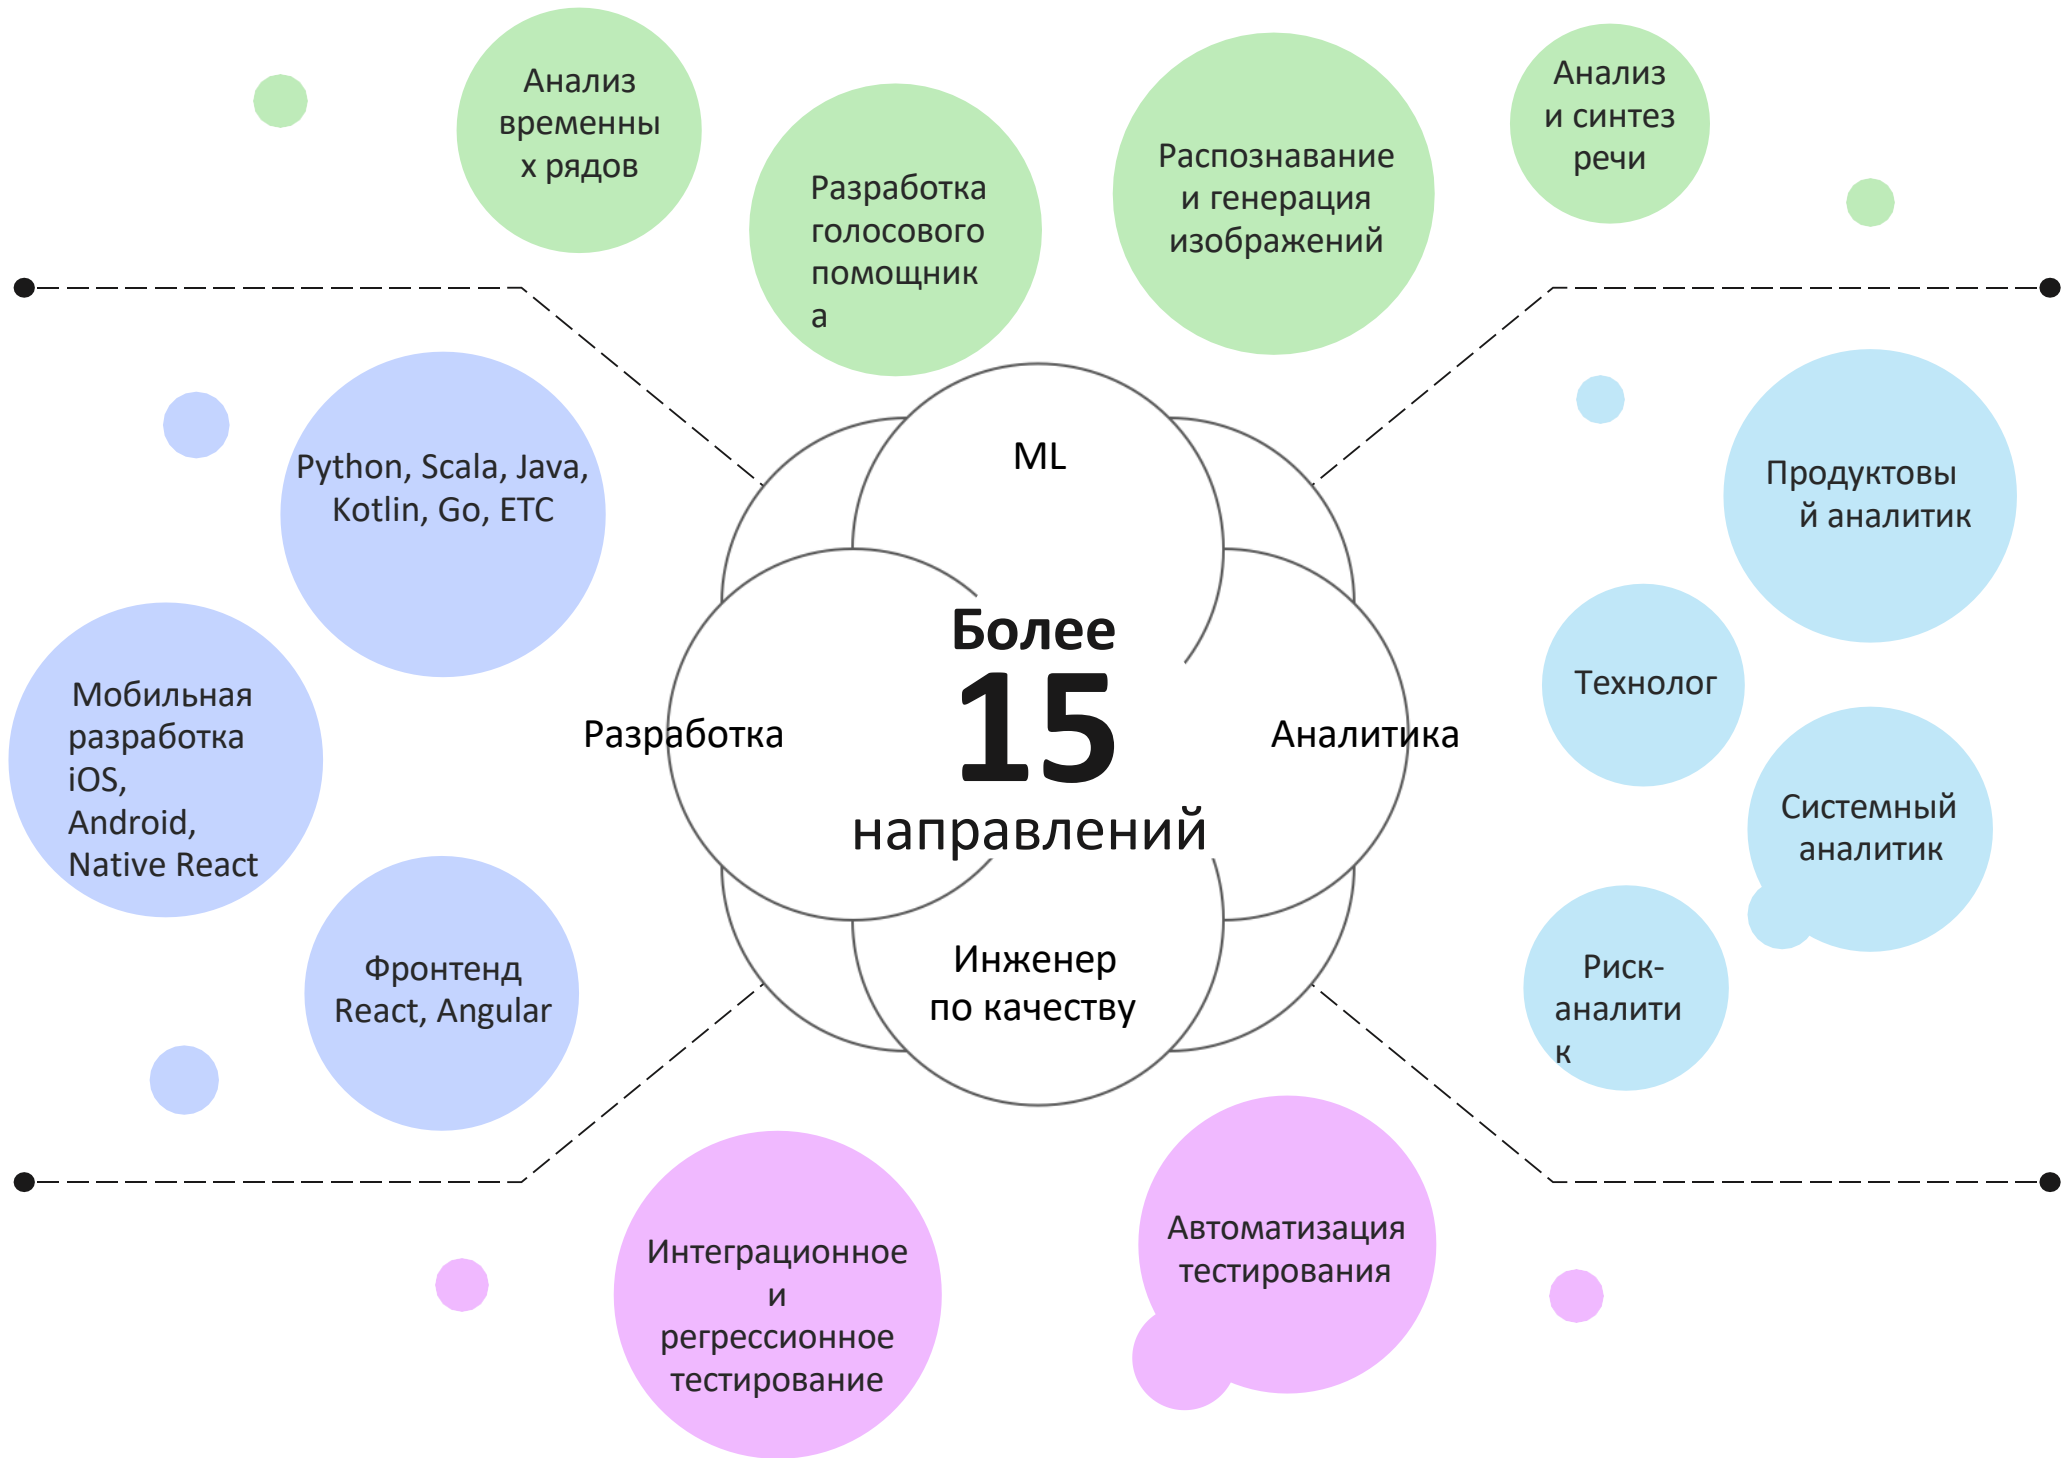 Анализ
временны
х рядов
Разработка
голосового
помощник
а
Распознавание
и генерация
изображений
Анализ
и синтез
речи
Python, Scala, Java,
Kotlin, Go, ETC
Мобильная
разработка
iOS,
Android,
Native React
Фронтенд
React, Angular
ML
Разработка
Более
15
направлений
Аналитика
Инженер
по качеству
Продуктовы
й аналитик
Технолог
Системный
аналитик
Риск-
аналити
к
Интеграционное
и
регрессионное
тестирование
Автоматизация
тестирования